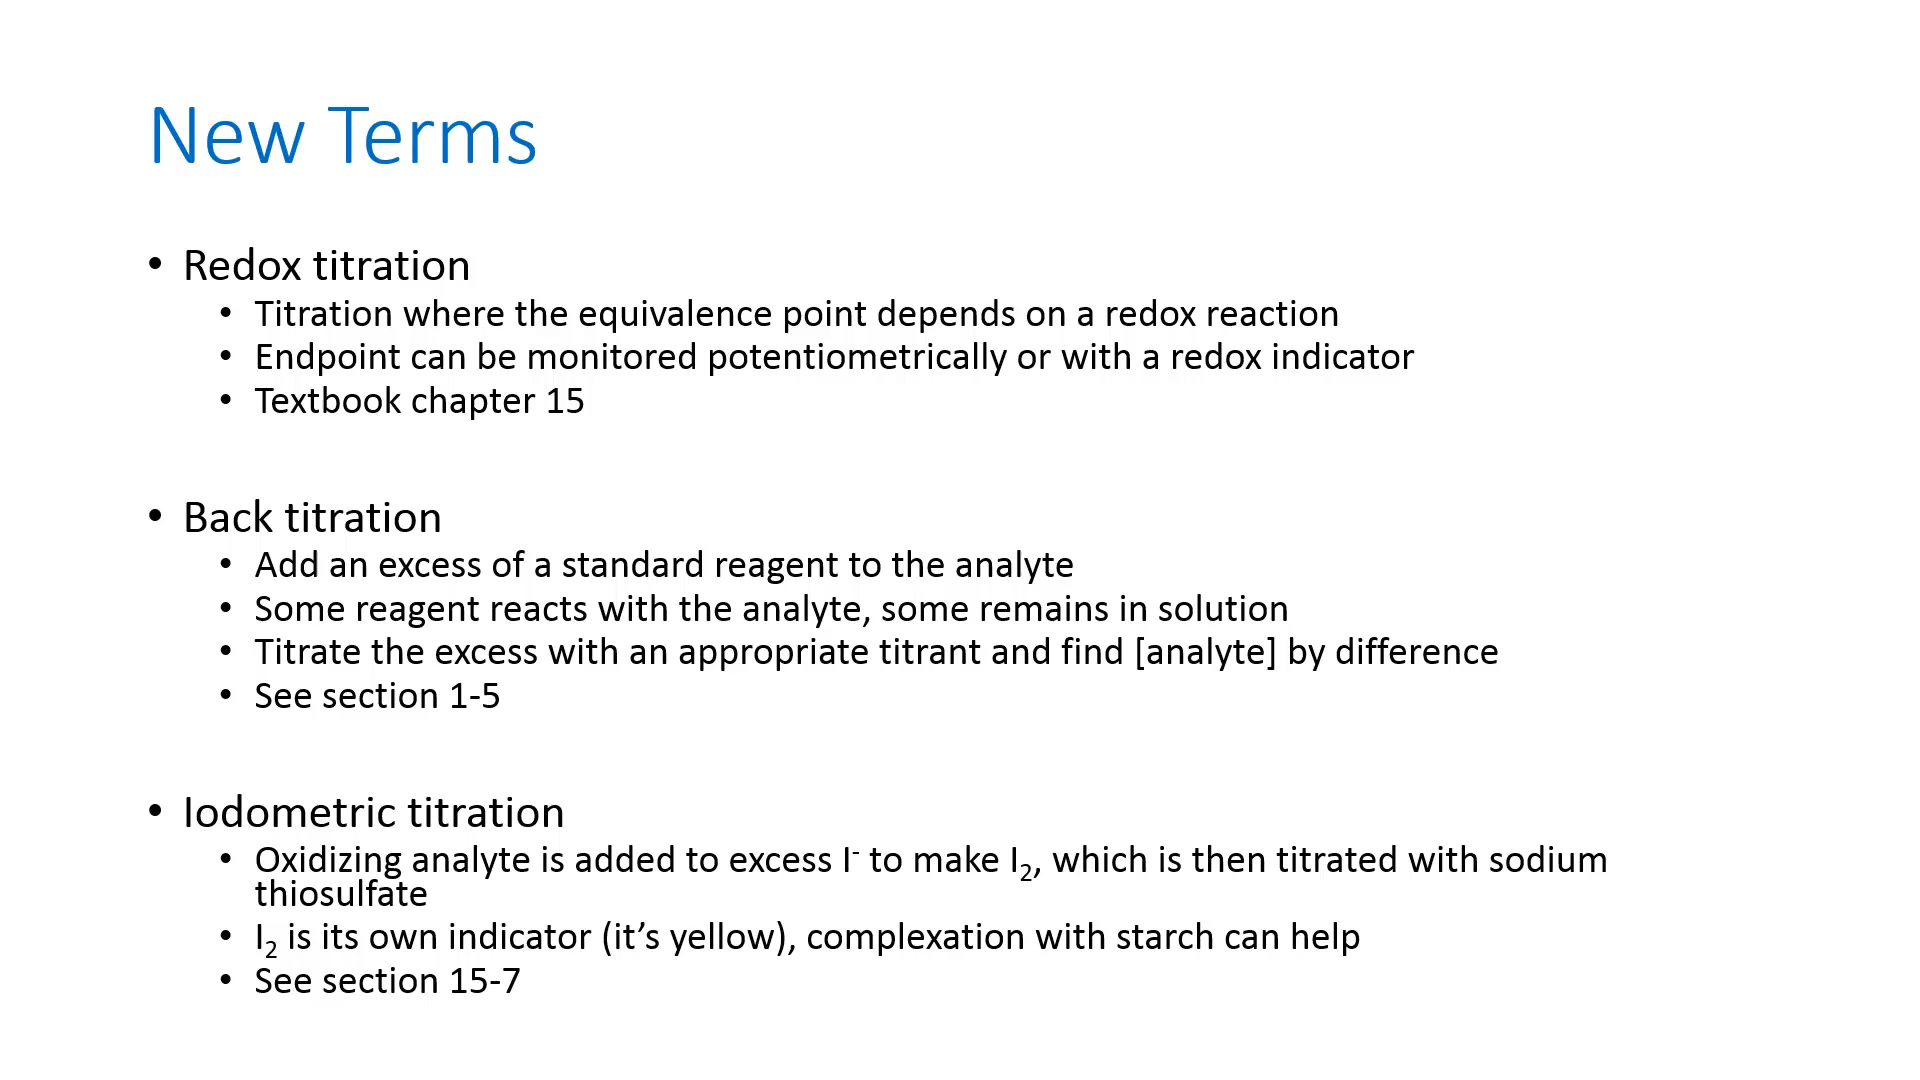 New Terms
• Redox titration
• Titration where the equivalence point depends on a redox reaction
• Endpoint can be monitored potentiometrically or with a redox indicator
• Textbook chapter 15
• Back titration
• Add an excess of a standard reagent to the analyte
• Some reagent reacts with the analyte, some remains in solution
• Titrate the excess with an appropriate titrant and find [analyte] by difference
• See section 1-5
• Iodometric titration
• Oxidizing analyte is added to excess I⁻ to make I₂, which is then titrated with sodium
thiosulfate
• I₂ is its own indicator (it’s yellow), complexation with starch can help
• See section 15-7